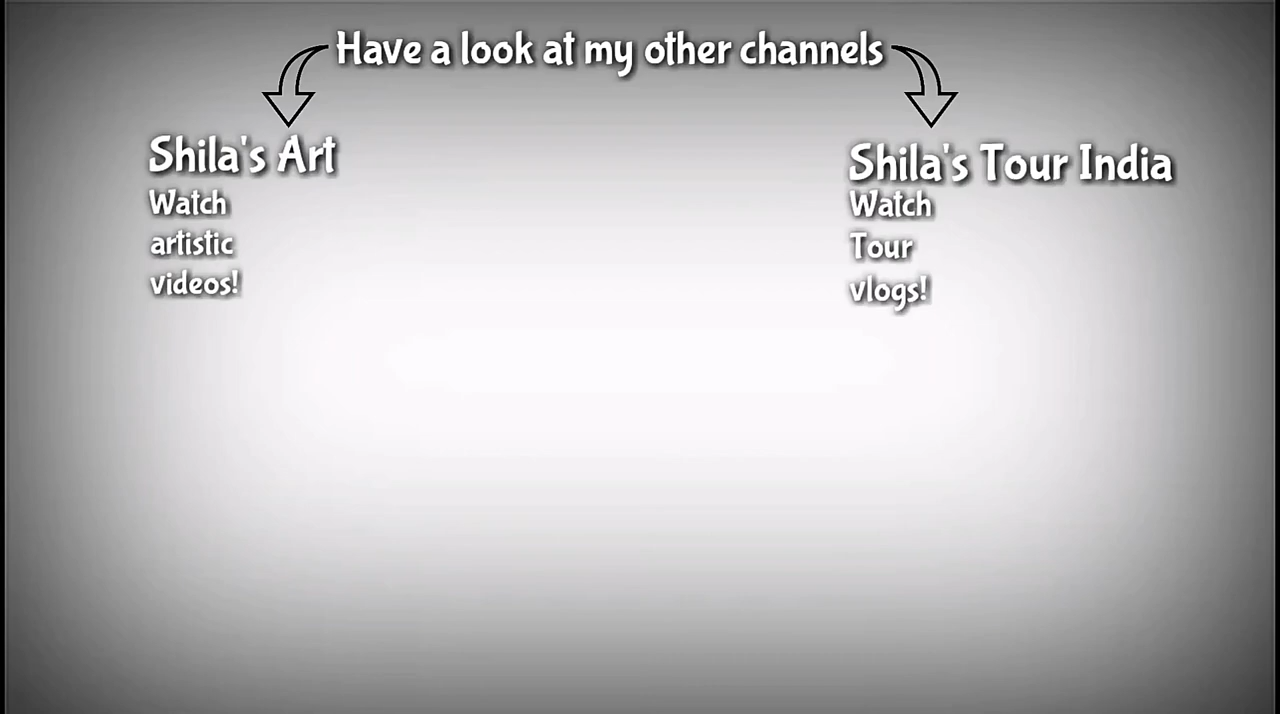 Have a look at my other channels
Shila's Art
Watch
artistic
videos!
Shila's Tour India
Watch
Tour
vlogs!